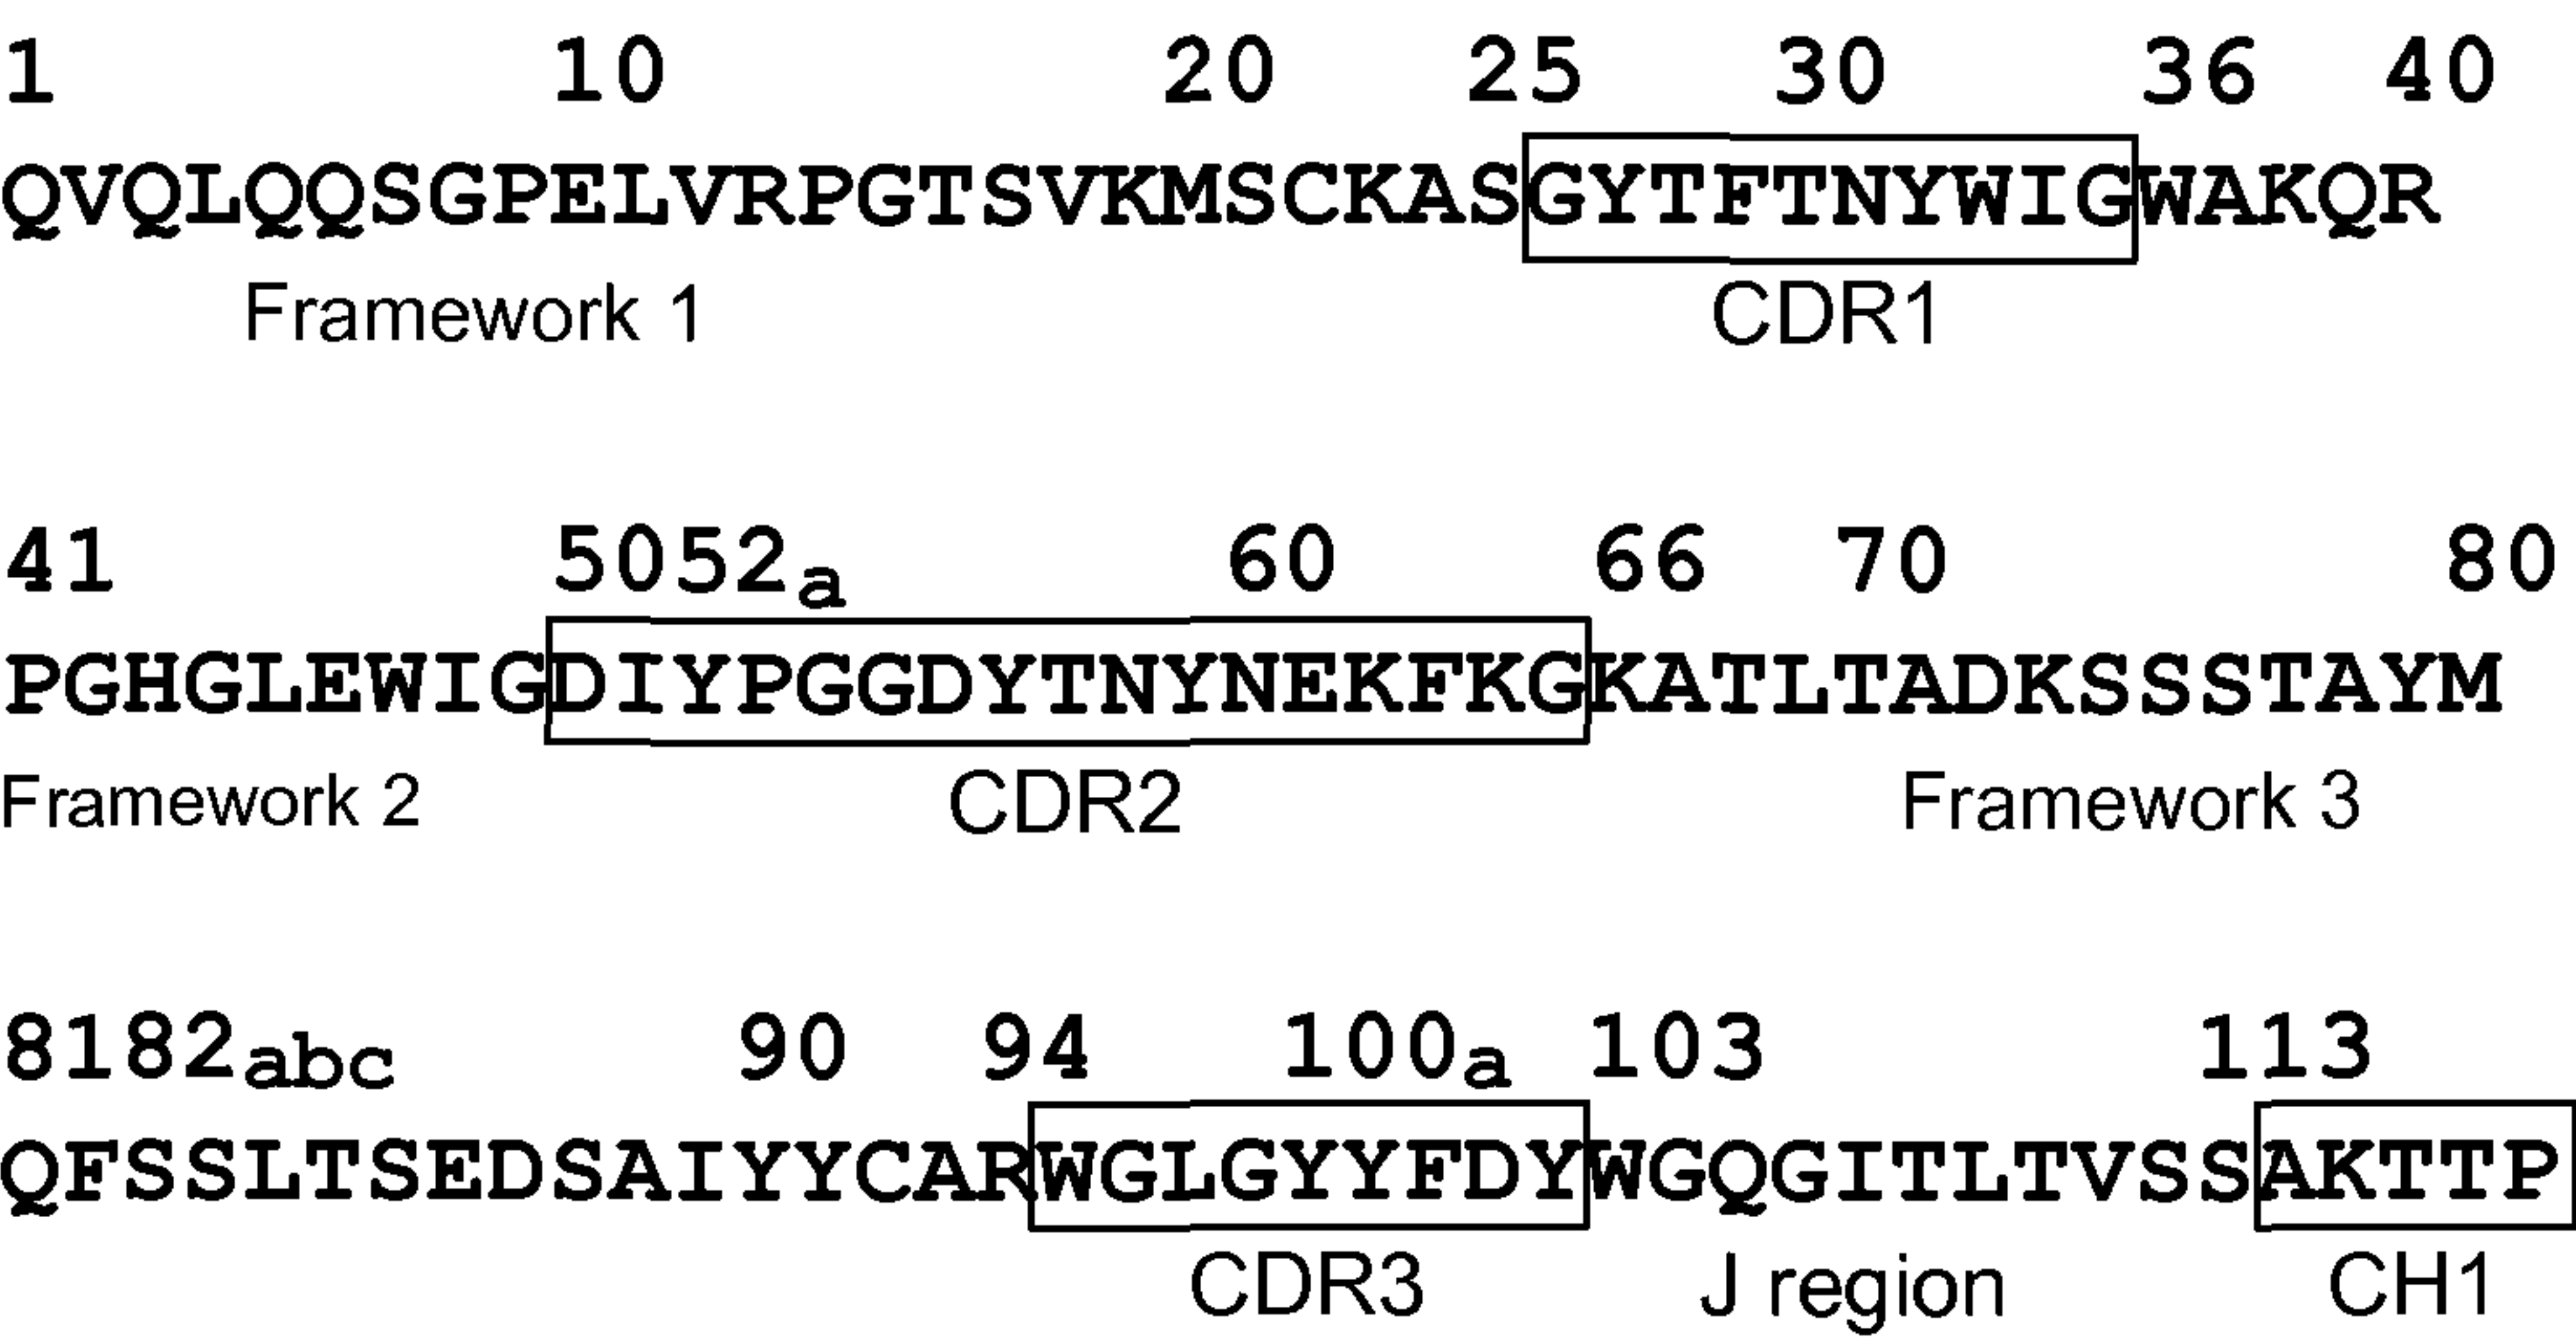 1 10 20 25 30 36 40
QVQLQQSGPELVRPGTSVKMSCKASGYTFTNYWIGWAKQR
Framework 1 CDR1
41 5052a 60 66 70 80
PGHGLEWIGDIYPGGDYTNYNEKFKGKATLTADKSSSTAYM
Framework 2 CDR2 Framework 3
8182abc 90 94 100a 103 113
QFSSLTSEDSAIYYCARWGLGYYFDYWGQGITLTVSSAKTTP
CDR3 J region CH1